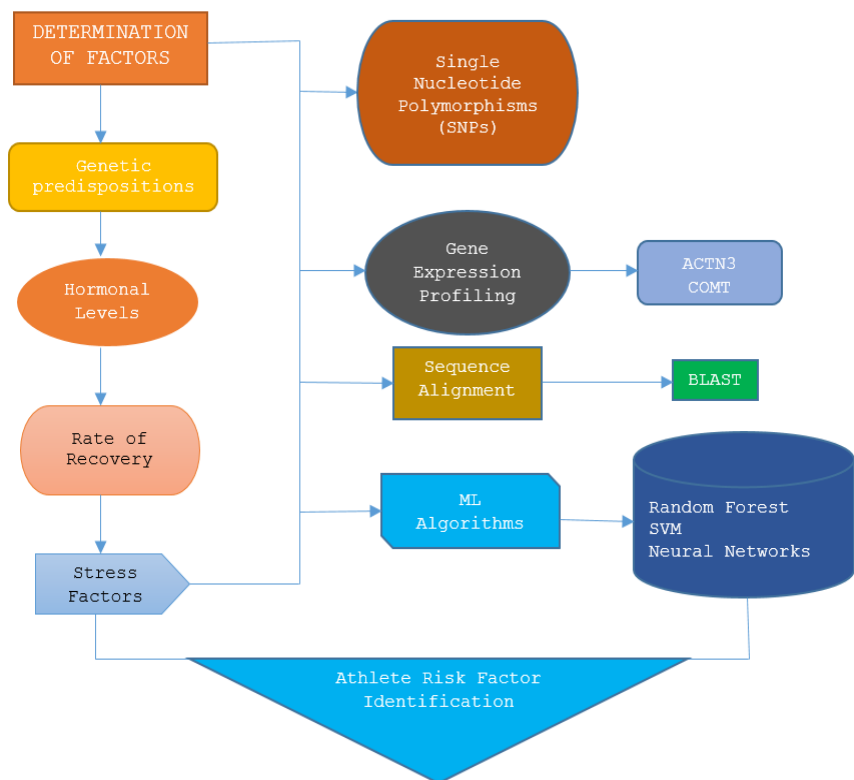 DETERMINATION
OF FACTORS
Genetic
predispositions
Hormonal
Levels
Rate of
Recovery
Stress
Factors
Single
Nucleotide
Polymorphisms
(SNPs)
Gene
Expression
Profiling
ACTN3
COMT
Sequence
Alignment
BLAST
ML
Algorithms
Random Forest
SVM
Neural Networks
Athlete Risk Factor
Identification